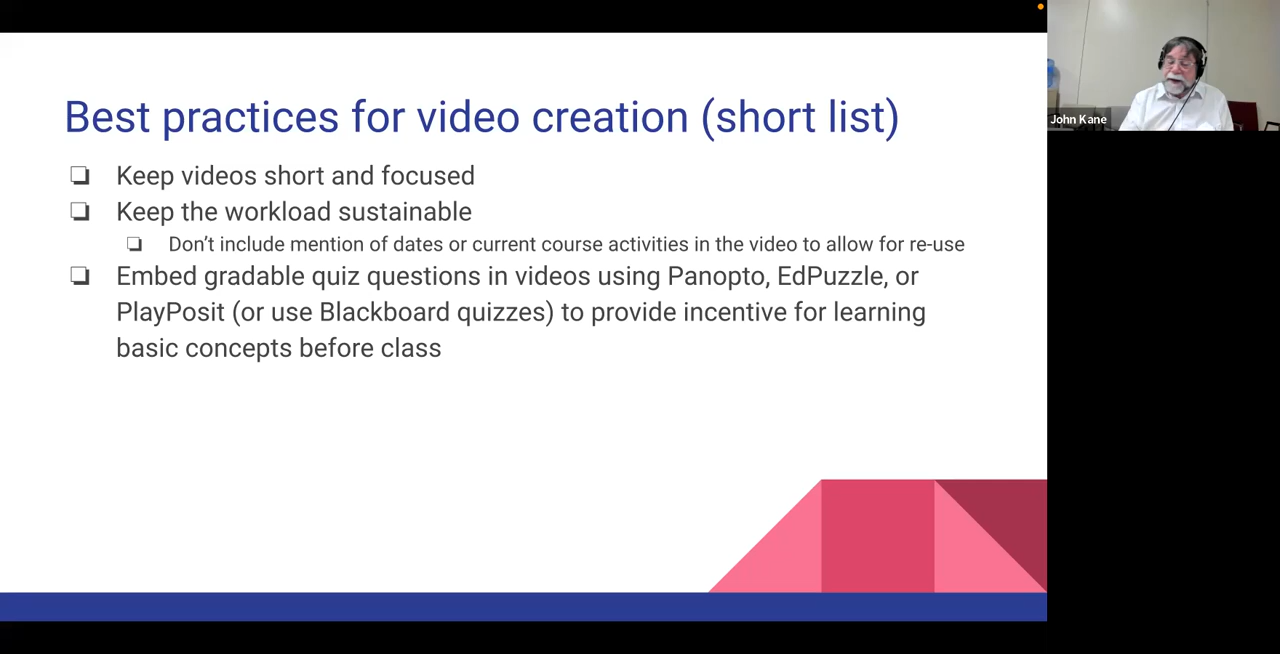 Best practices for video creation (short list)
❏ Keep videos short and focused
❏ Keep the workload sustainable
❏ Don’t include mention of dates or current course activities in the video to allow for re-use
❏ Embed gradable quiz questions in videos using Panopto, EdPuzzle, or
PlayPosit (or use Blackboard quizzes) to provide incentive for learning
basic concepts before class
John Kane